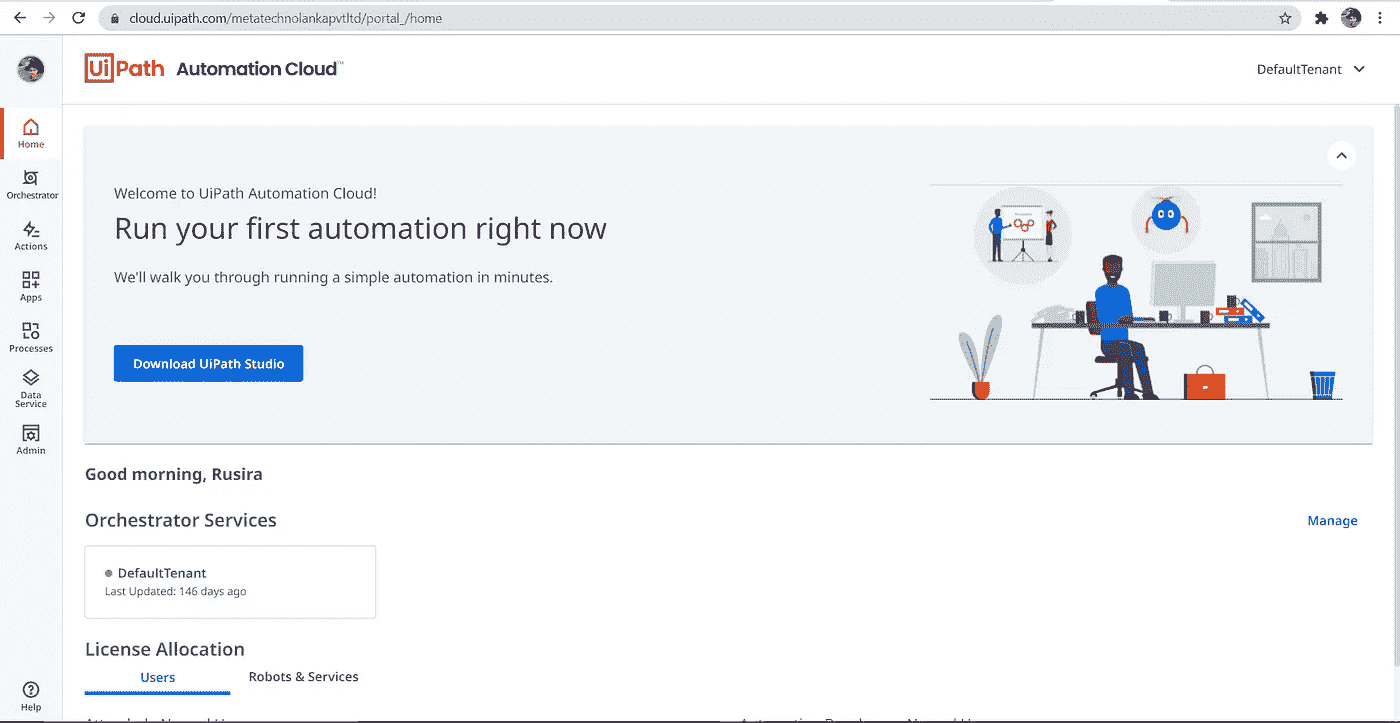 cloud.uipath.com/metatechnolankapvtltd/portal_/home
UiPath Automation Cloud™
DefaultTenant
Home
Orchestrator
Actions
Apps
Processes
Data
Service
Admin
Help
Welcome to UiPath Automation Cloud!
Run your first automation right now
We'll walk you through running a simple automation in minutes.
Download UiPath Studio
Good morning, Rusira
Orchestrator Services
Manage
DefaultTenant
Last Updated: 146 days ago
License Allocation
Users
Robots & Services